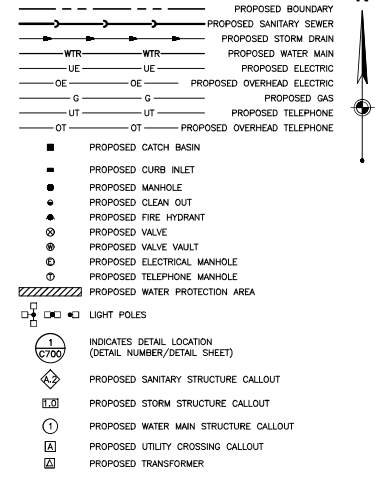 PROPOSED BOUNDARY
PROPOSED SANITARY SEWER
PROPOSED STORM DRAIN
WTR WTR PROPOSED WATER MAIN
UE UE PROPOSED ELECTRIC
OE OE PROPOSED OVERHEAD ELECTRIC
G G PROPOSED GAS
UT UT PROPOSED TELEPHONE
OT OT PROPOSED OVERHEAD TELEPHONE
PROPOSED CATCH BASIN
PROPOSED CURB INLET
PROPOSED MANHOLE
PROPOSED CLEAN OUT
PROPOSED FIRE HYDRANT
PROPOSED VALVE
W PROPOSED VALVE VAULT
E PROPOSED ELECTRICAL MANHOLE
T PROPOSED TELEPHONE MANHOLE
PROPOSED WATER PROTECTION AREA
LIGHT POLES
1 INDICATES DETAIL LOCATION
C700 (DETAIL NUMBER/DETAIL SHEET)
A.2 PROPOSED SANITARY STRUCTURE CALLOUT
1.0 PROPOSED STORM STRUCTURE CALLOUT
1 PROPOSED WATER MAIN STRUCTURE CALLOUT
A PROPOSED UTILITY CROSSING CALLOUT
PROPOSED TRANSFORMER